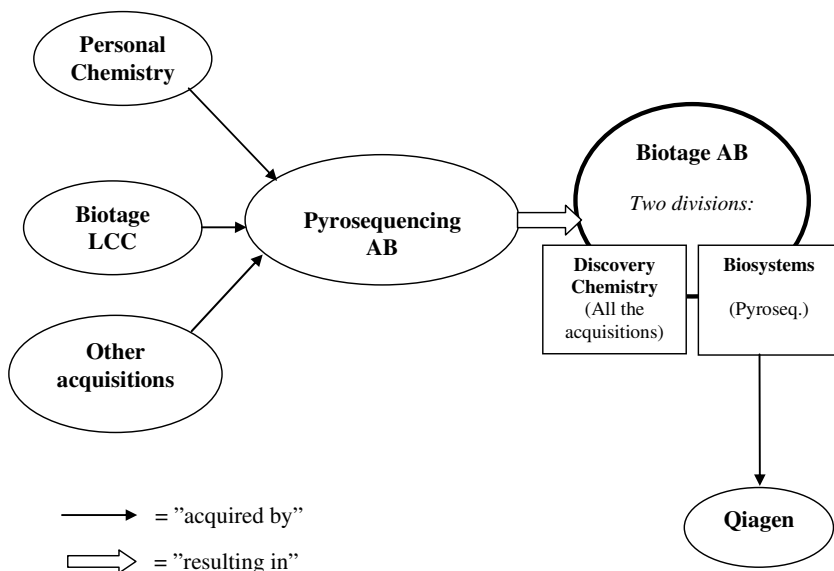 Personal
Chemistry
Biotage
LCC
Other
acquisitions
Pyrosequencing
AB
Biotage AB
Two divisions:
Discovery
Chemistry
(All the
acquisitions)
Biosystems
(Pyroseq.)
Qiagen
= ”acquired by”
= ”resulting in”